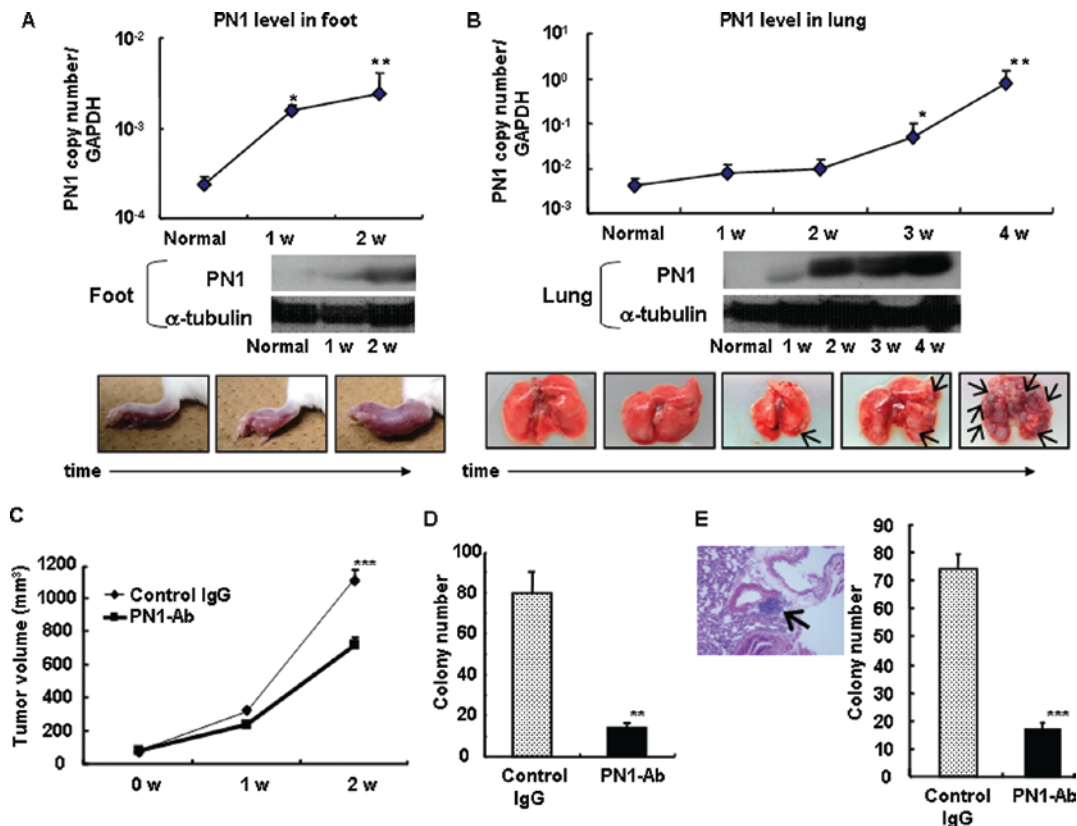 A
PN1 level in foot
PN1 copy number/
GAPDH
10⁻²
10⁻³
10⁻⁴
*
**
Normal 1 w 2 w
Foot
PN1
α-tubulin
Normal 1 w 2 w
time
B
PN1 level in lung
PN1 copy number/
GAPDH
10¹
10⁰
10⁻¹
10⁻²
10⁻³
*
**
Normal 1 w 2 w 3 w 4 w
Lung
PN1
α-tubulin
Normal 1 w 2 w 3 w 4 w
time
C
Tumor volume (mm³)
1200
1000
800
600
400
200
0
Control IgG
PN1-Ab
***
0 w 1 w 2 w
D
Colony number
100
80
60
40
20
0
**
Control
IgG
PN1-Ab
E
Colony number
90
80
70
60
50
40
30
20
10
0
***
Control
IgG
PN1-Ab